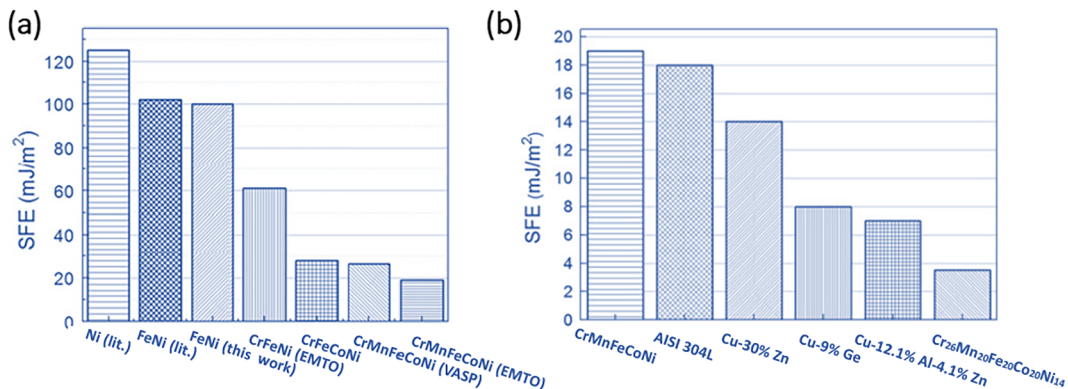 (a)
SFE (mJ/m²)
120
100
80
60
40
20
0
Ni (lit.)
FeNi (lit.)
FeNi (this work)
CrFeNi (EMTO)
CrFeCoNi
CrMnFeCoNi (VASP)
CrMnFeCoNi (EMTO)
(b)
SFE (mJ/m²)
20
18
16
14
12
10
8
6
4
2
0
CrMnFeCoNi
AISI 304L
Cu-30% Zn
Cu-9% Ge
Cu-12.1% Al-4.1% Zn
Cr₂₆Mn₂₀Fe₂₀Co₂₀Ni₁₄